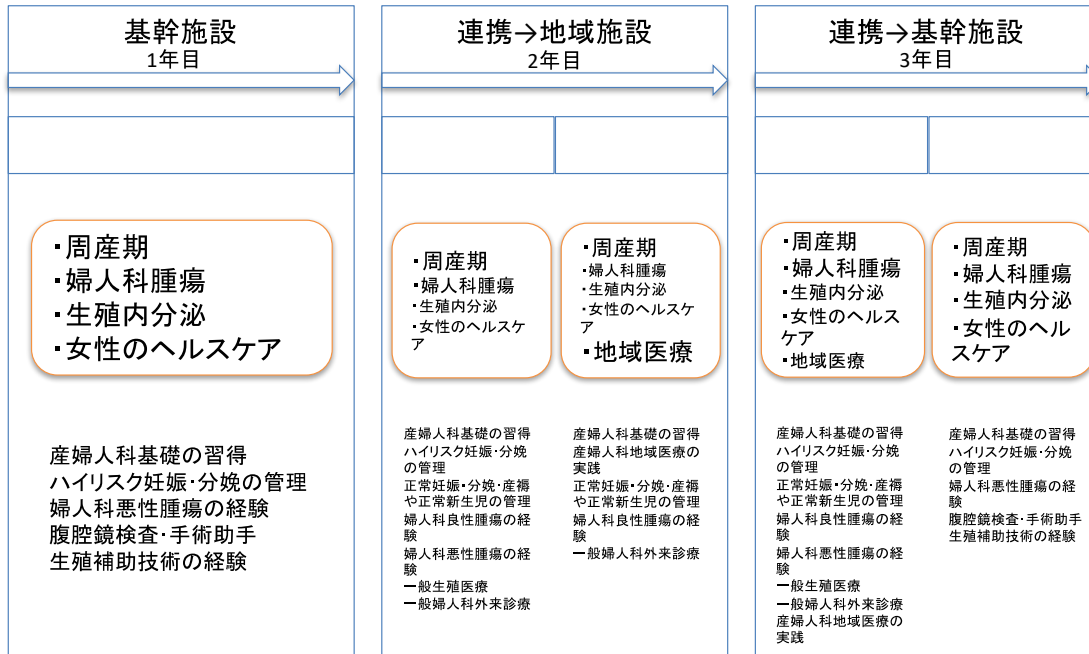 基幹施設
1年目
・周産期
・婦人科腫瘍
・生殖内分泌
・女性のヘルスケア
産婦人科基礎の習得
ハイリスク妊娠・分娩の管理
婦人科悪性腫瘍の経験
腹腔鏡検査・手術助手
生殖補助技術の経験
連携→地域施設
2年目
・周産期
・婦人科腫瘍
・生殖内分泌
・女性のヘルスケ
ア
産婦人科基礎の習得
ハイリスク妊娠・分娩
の管理
正常妊娠・分娩・産褥
や正常新生児の管理
婦人科良性腫瘍の経
験
婦人科悪性腫瘍の経
験
一般生殖医療
一般婦人科外来診療
・周産期
・婦人科腫瘍
・生殖内分泌
・女性のヘルスケ
ア
・地域医療
産婦人科基礎の習得
産婦人科地域医療の
実践
正常妊娠・分娩・産褥
や正常新生児の管理
婦人科良性腫瘍の経
験
一般婦人科外来診療
連携→基幹施設
3年目
・周産期
・婦人科腫瘍
・生殖内分泌
・女性のヘルス
ケア
・地域医療
産婦人科基礎の習得
ハイリスク妊娠・分娩
の管理
正常妊娠・分娩・産褥
や正常新生児の管理
婦人科良性腫瘍の経
験
婦人科悪性腫瘍の経
験
一般生殖医療
一般婦人科外来診療
産婦人科地域医療の
実践
・周産期
・婦人科腫瘍
・生殖内分泌
・女性のヘル
スケア
産婦人科基礎の習得
ハイリスク妊娠・分娩
の管理
婦人科悪性腫瘍の経
験
腹腔鏡検査・手術助手
生殖補助技術の経験